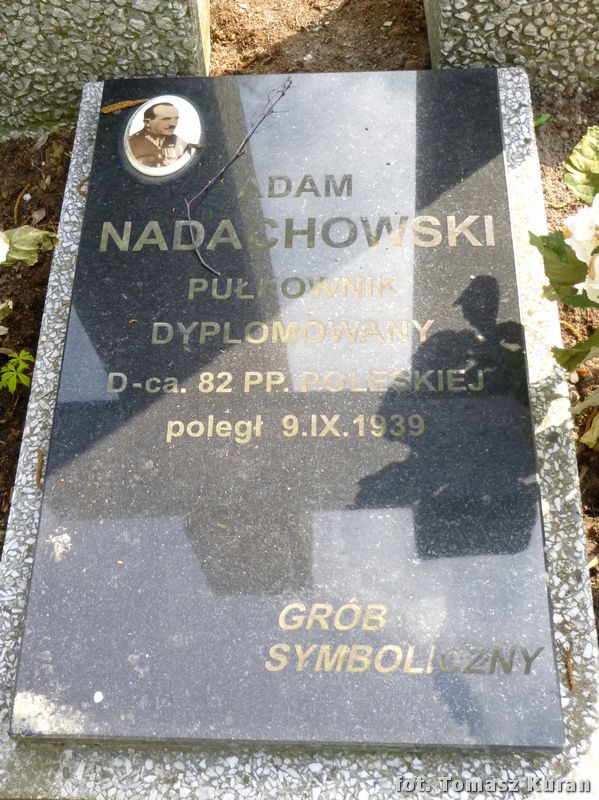 ADAM
NADACHOWSKI
PUŁKOWNIK
DYPLOMOWANY
D-ca. 82 PP. POLESKIEJ
poległ 9.IX.1939
GRÓB
SYMBOLICZNY
fot. Tomasz Kuran